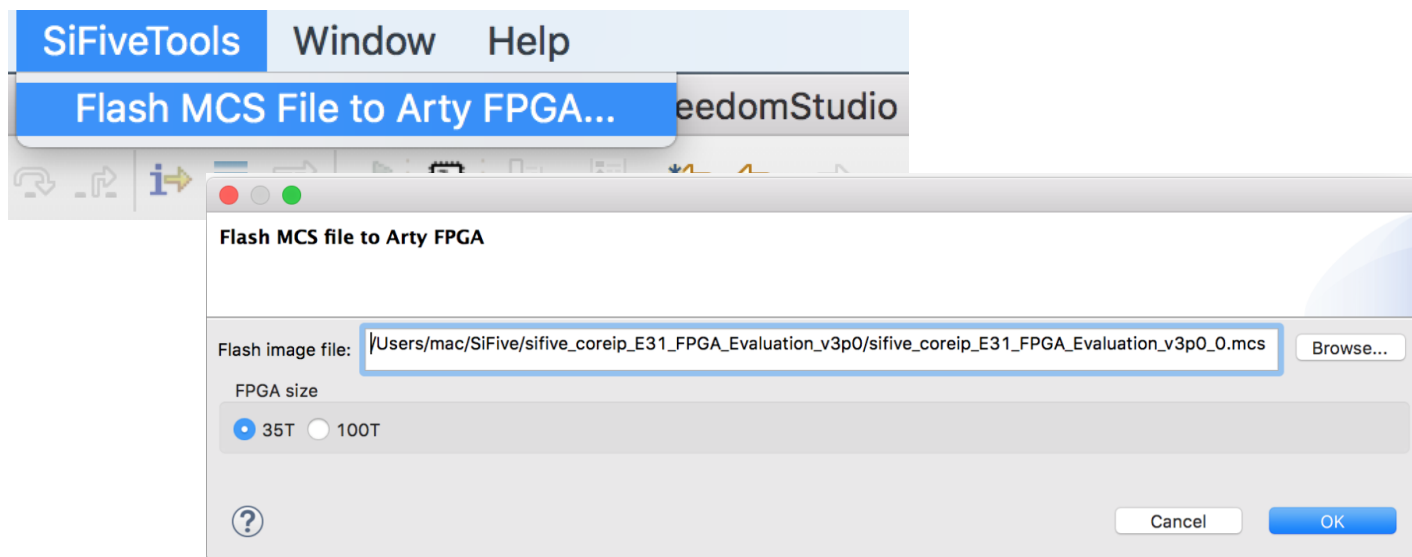 SiFiveTools Window Help
Flash MCS File to Arty FPGA...
eedomStudio
Flash MCS file to Arty FPGA
Flash image file: /Users/mac/SiFive/sifive_coreip_E31_FPGA_Evaluation_v3p0/sifive_coreip_E31_FPGA_Evaluation_v3p0_0.mcs Browse...
FPGA size
35T 100T
? Cancel OK